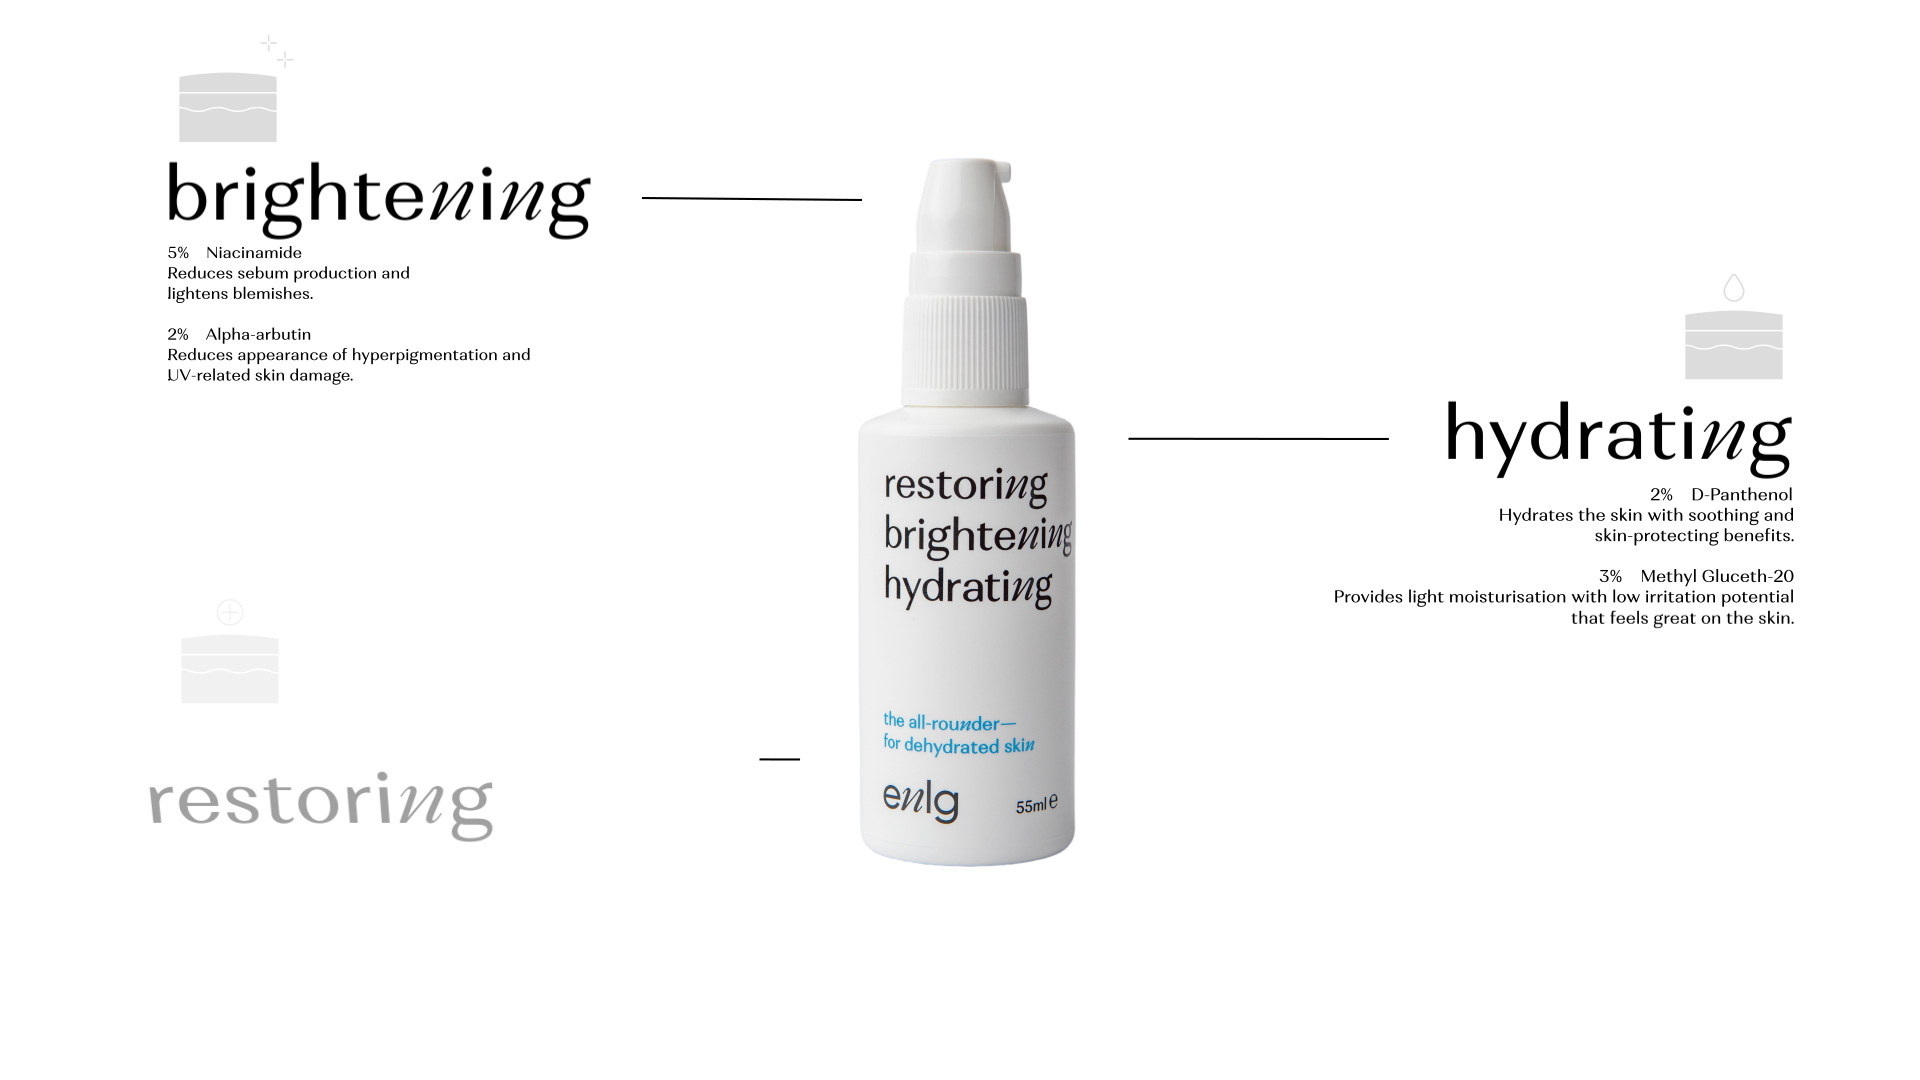 brightening
5% Niacinamide
Reduces sebum production and
lightens blemishes.
2% Alpha-arbutin
Reduces appearance of hyperpigmentation and
UV-related skin damage.
restoring
restoring
brightening
hydrating
the all-rounder—
for dehydrated skin
enlg
55ml ℮
hydrating
2% D-Panthenol
Hydrates the skin with soothing and
skin-protecting benefits.
3% Methyl Gluceth-20
Provides light moisturisation with low irritation potential
that feels great on the skin.